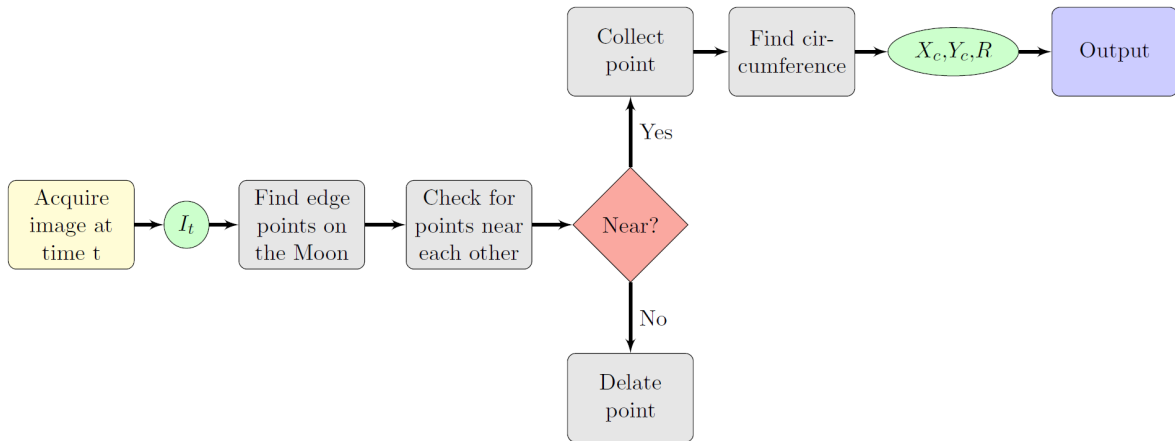 Collect
point
Find cir-
cumference
X_c,Y_c,R
Output
Yes
Acquire
image at
time t
I_t
Find edge
points on
the Moon
Check for
points near
each other
Near?
No
Delate
point